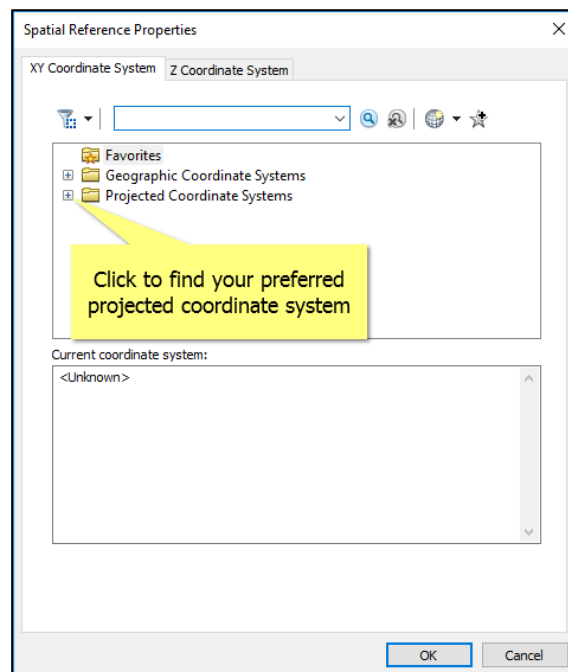 Spatial Reference Properties
XY Coordinate System
Z Coordinate System
Favorites
Geographic Coordinate Systems
Projected Coordinate Systems
Click to find your preferred
projected coordinate system
Current coordinate system:
<Unknown>
OK
Cancel